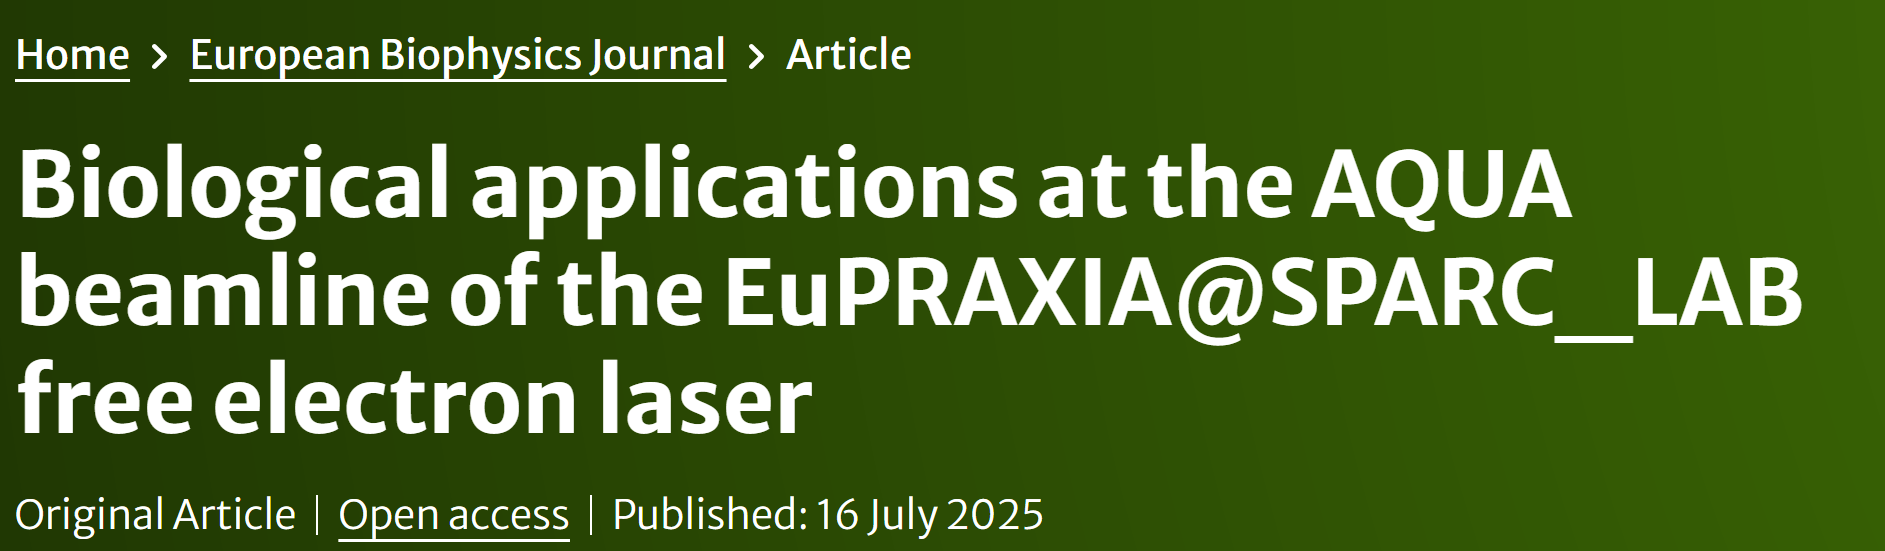 Home > European Biophysics Journal > Article
Biological applications at the AQUA
beamline of the EuPRAXIA@SPARC_LAB
free electron laser
Original Article | Open access | Published: 16 July 2025